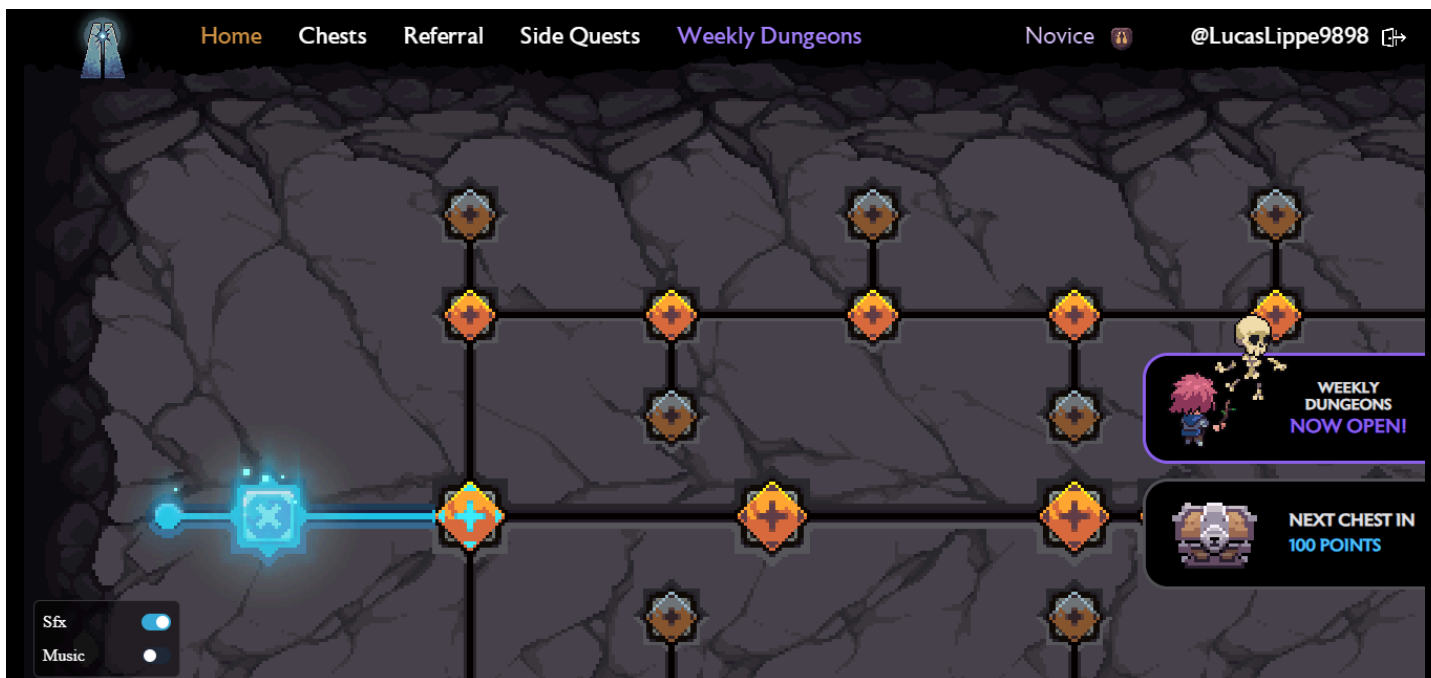 Home Chests Referral Side Quests Weekly Dungeons Novice @LucasLippe9898
WEEKLY
DUNGEONS
NOW OPEN!
NEXT CHEST IN
100 POINTS
Sfx
Music